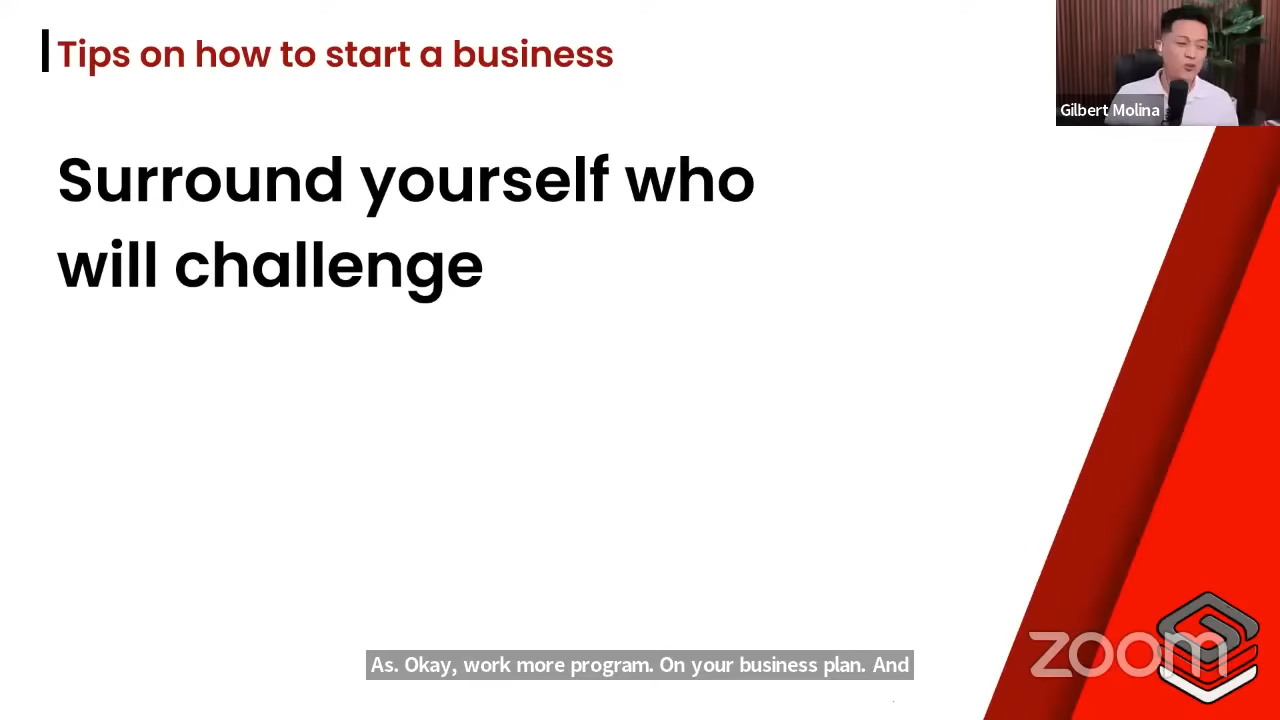 Tips on how to start a business
Gilbert Molina
Surround yourself who
will challenge
As. Okay, work more program. On your business plan. And
zoom